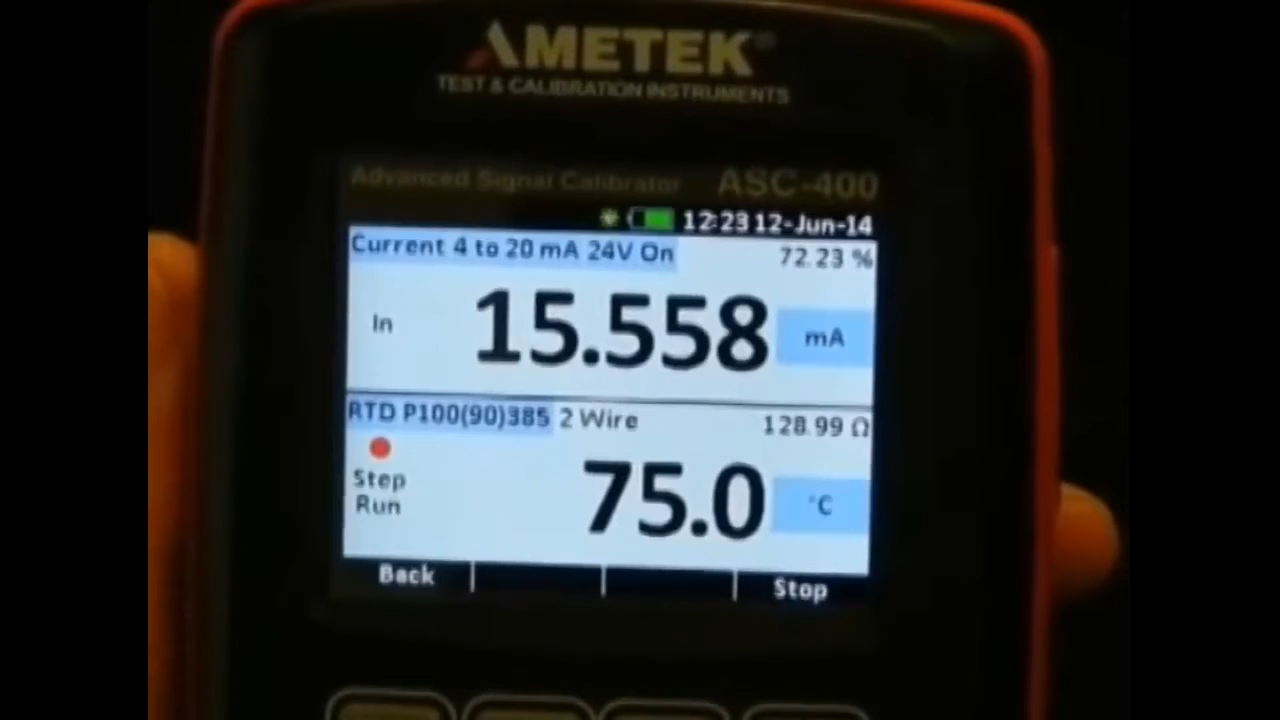 AMETEK®
TEST & CALIBRATION INSTRUMENTS
Advanced Signal Calibrator ASC-400
12:23 12-Jun-14
Current 4 to 20 mA 24V On 72.23 %
In 15.558 mA
RTD P100(90)385 2 Wire 128.99 Ω
Step
Run 75.0 °C
Back Stop